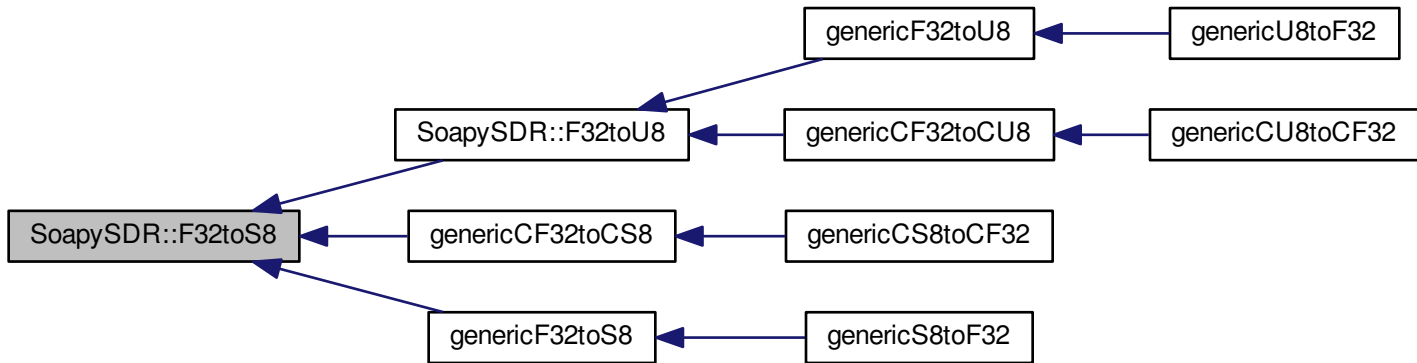 genericF32toU8
genericU8toF32
SoapySDR::F32toU8
genericCF32toCU8
genericCU8toCF32
SoapySDR::F32toS8
genericCF32toCS8
genericCS8toCF32
genericF32toS8
genericS8toF32